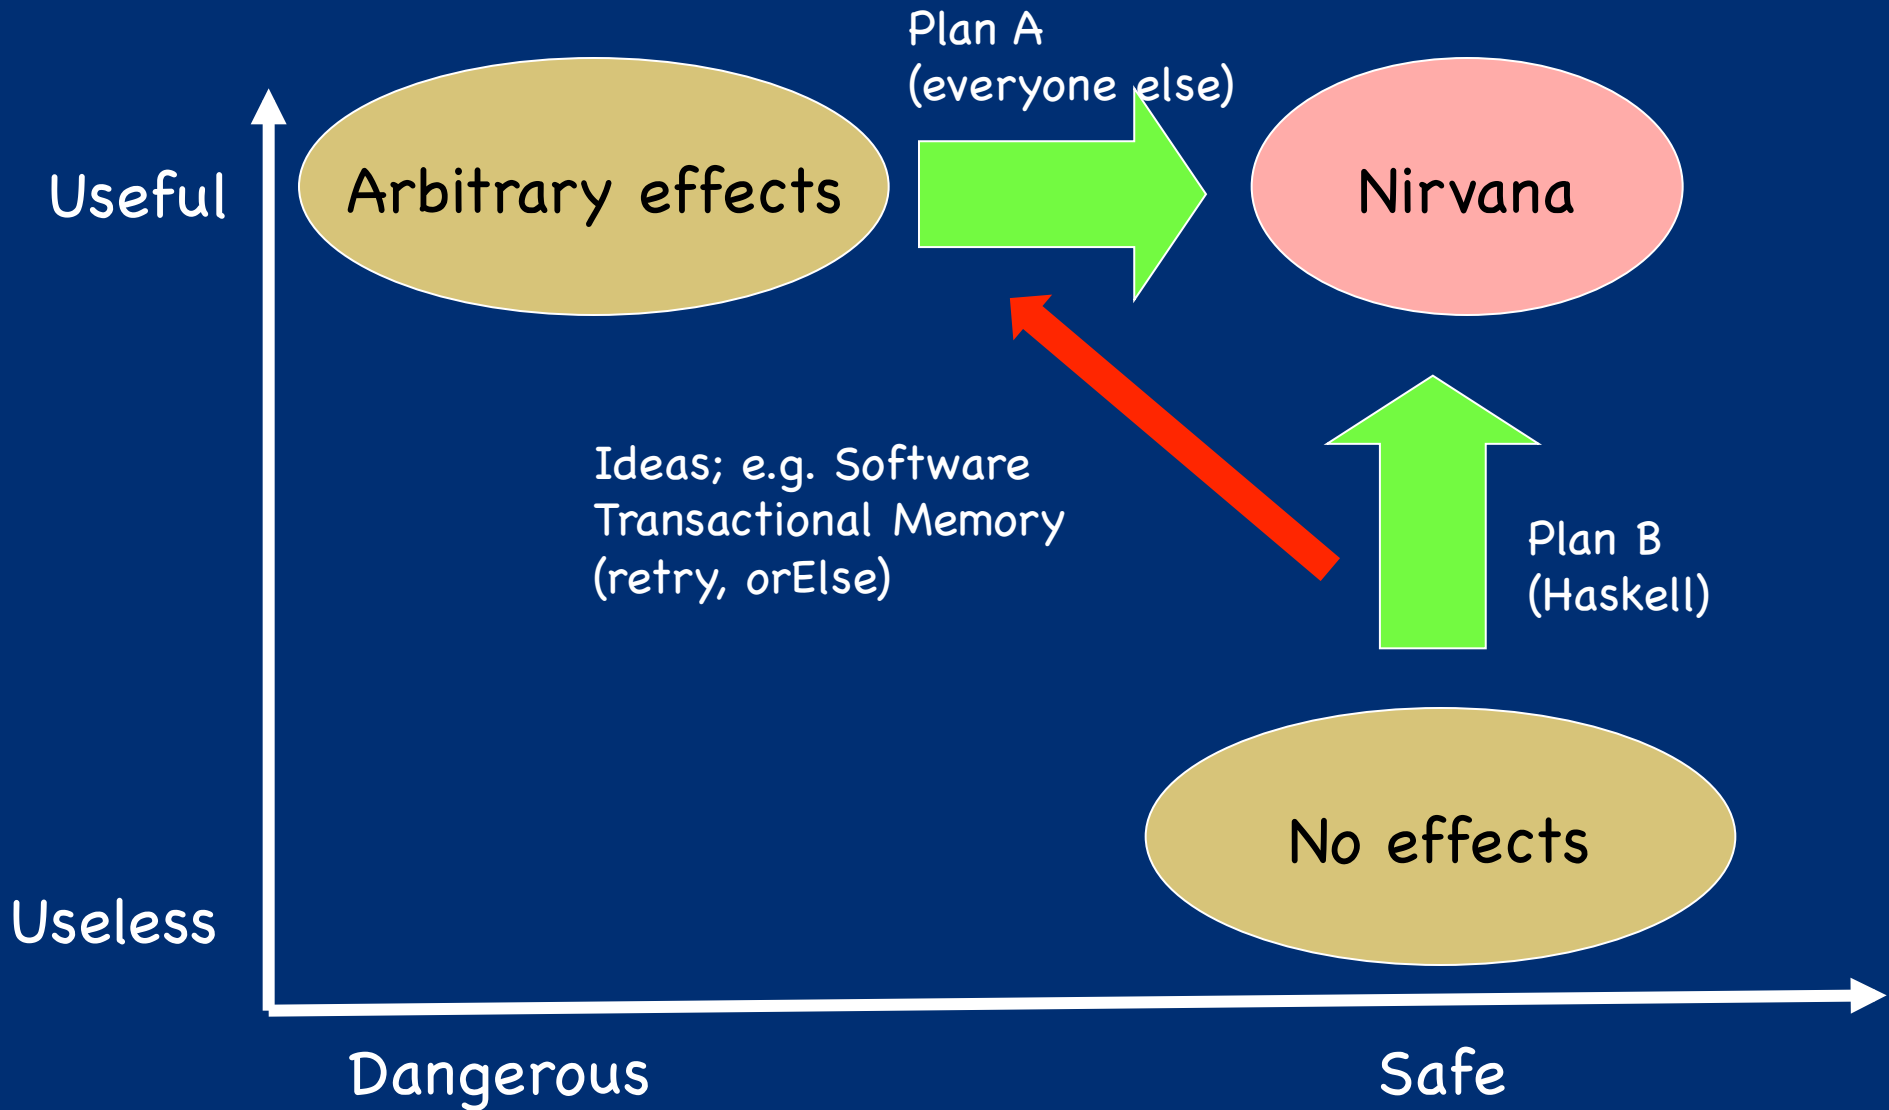 Plan A
(everyone else)
Useful
Arbitrary effects
Nirvana
Ideas; e.g. Software
Transactional Memory
(retry, orElse)
Plan B
(Haskell)
No effects
Useless
Dangerous
Safe